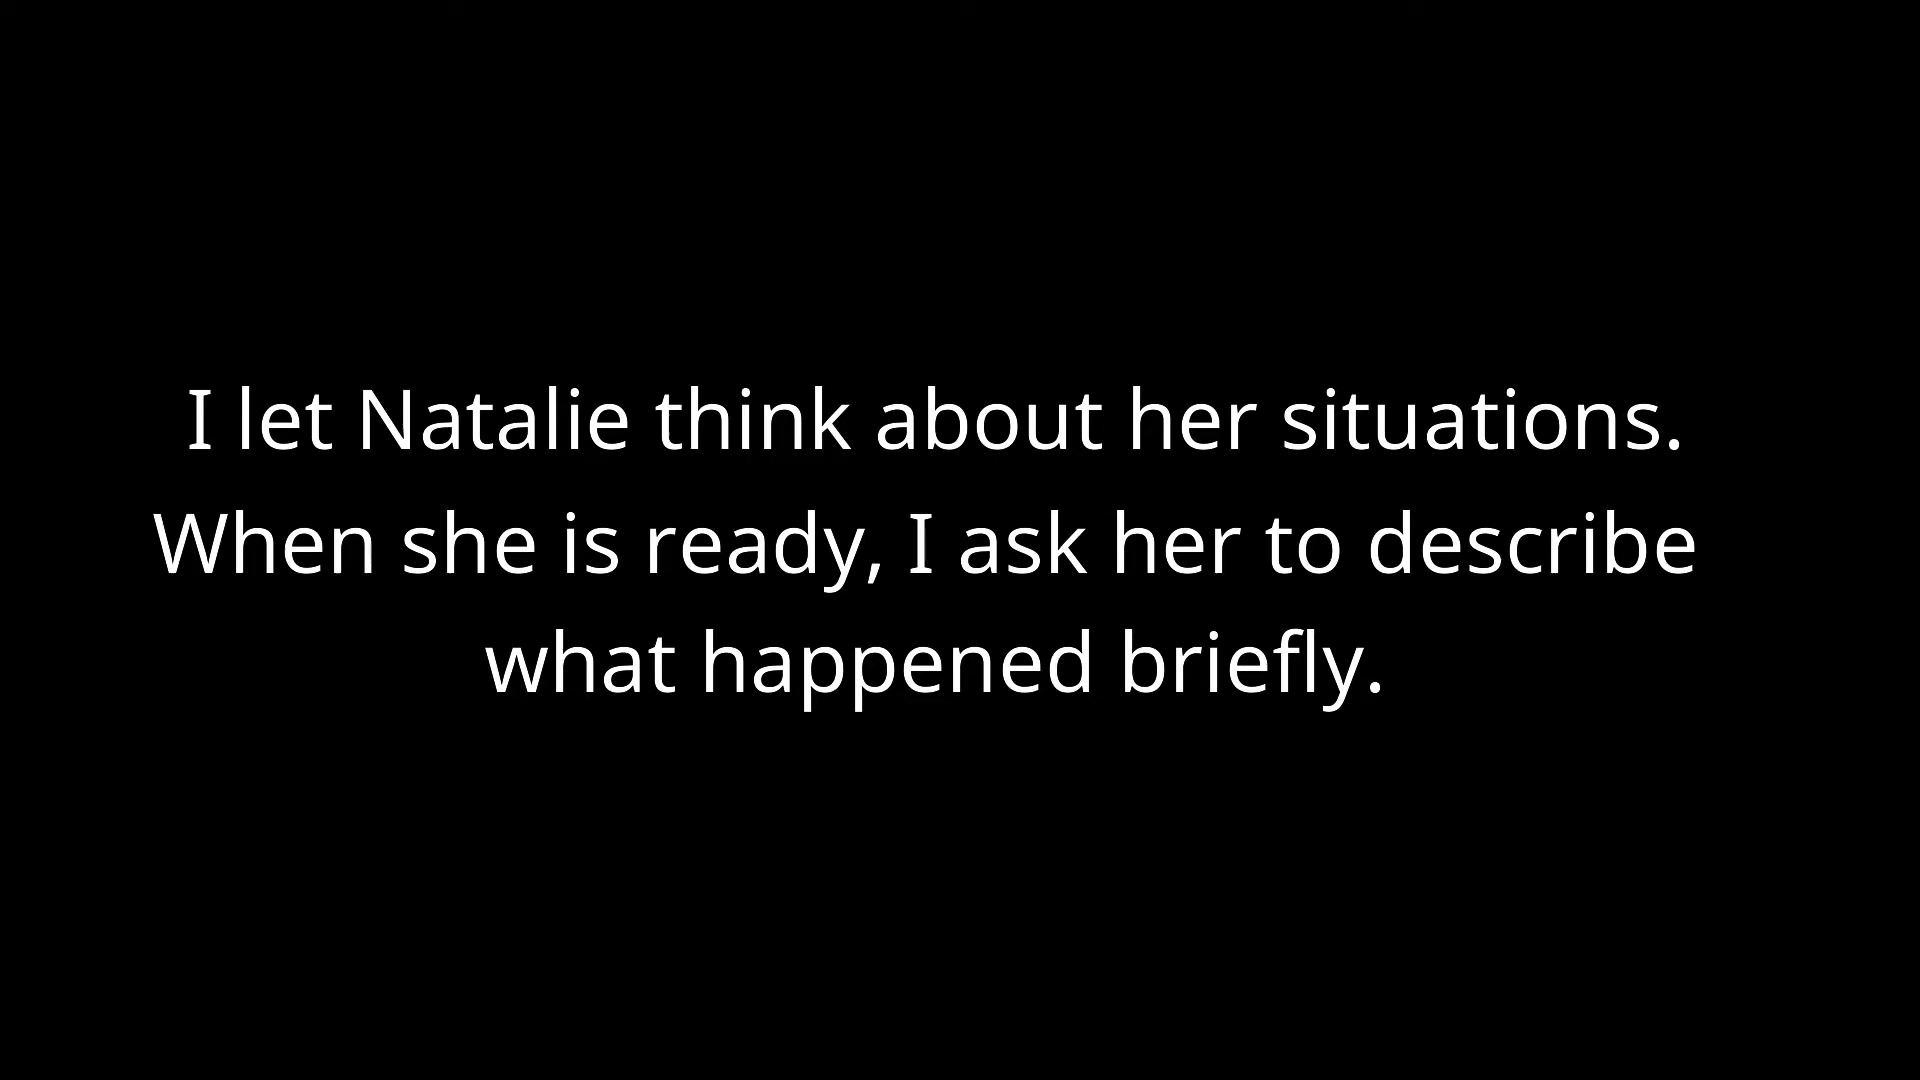 I let Natalie think about her situations.
When she is ready, I ask her to describe
what happened briefly.